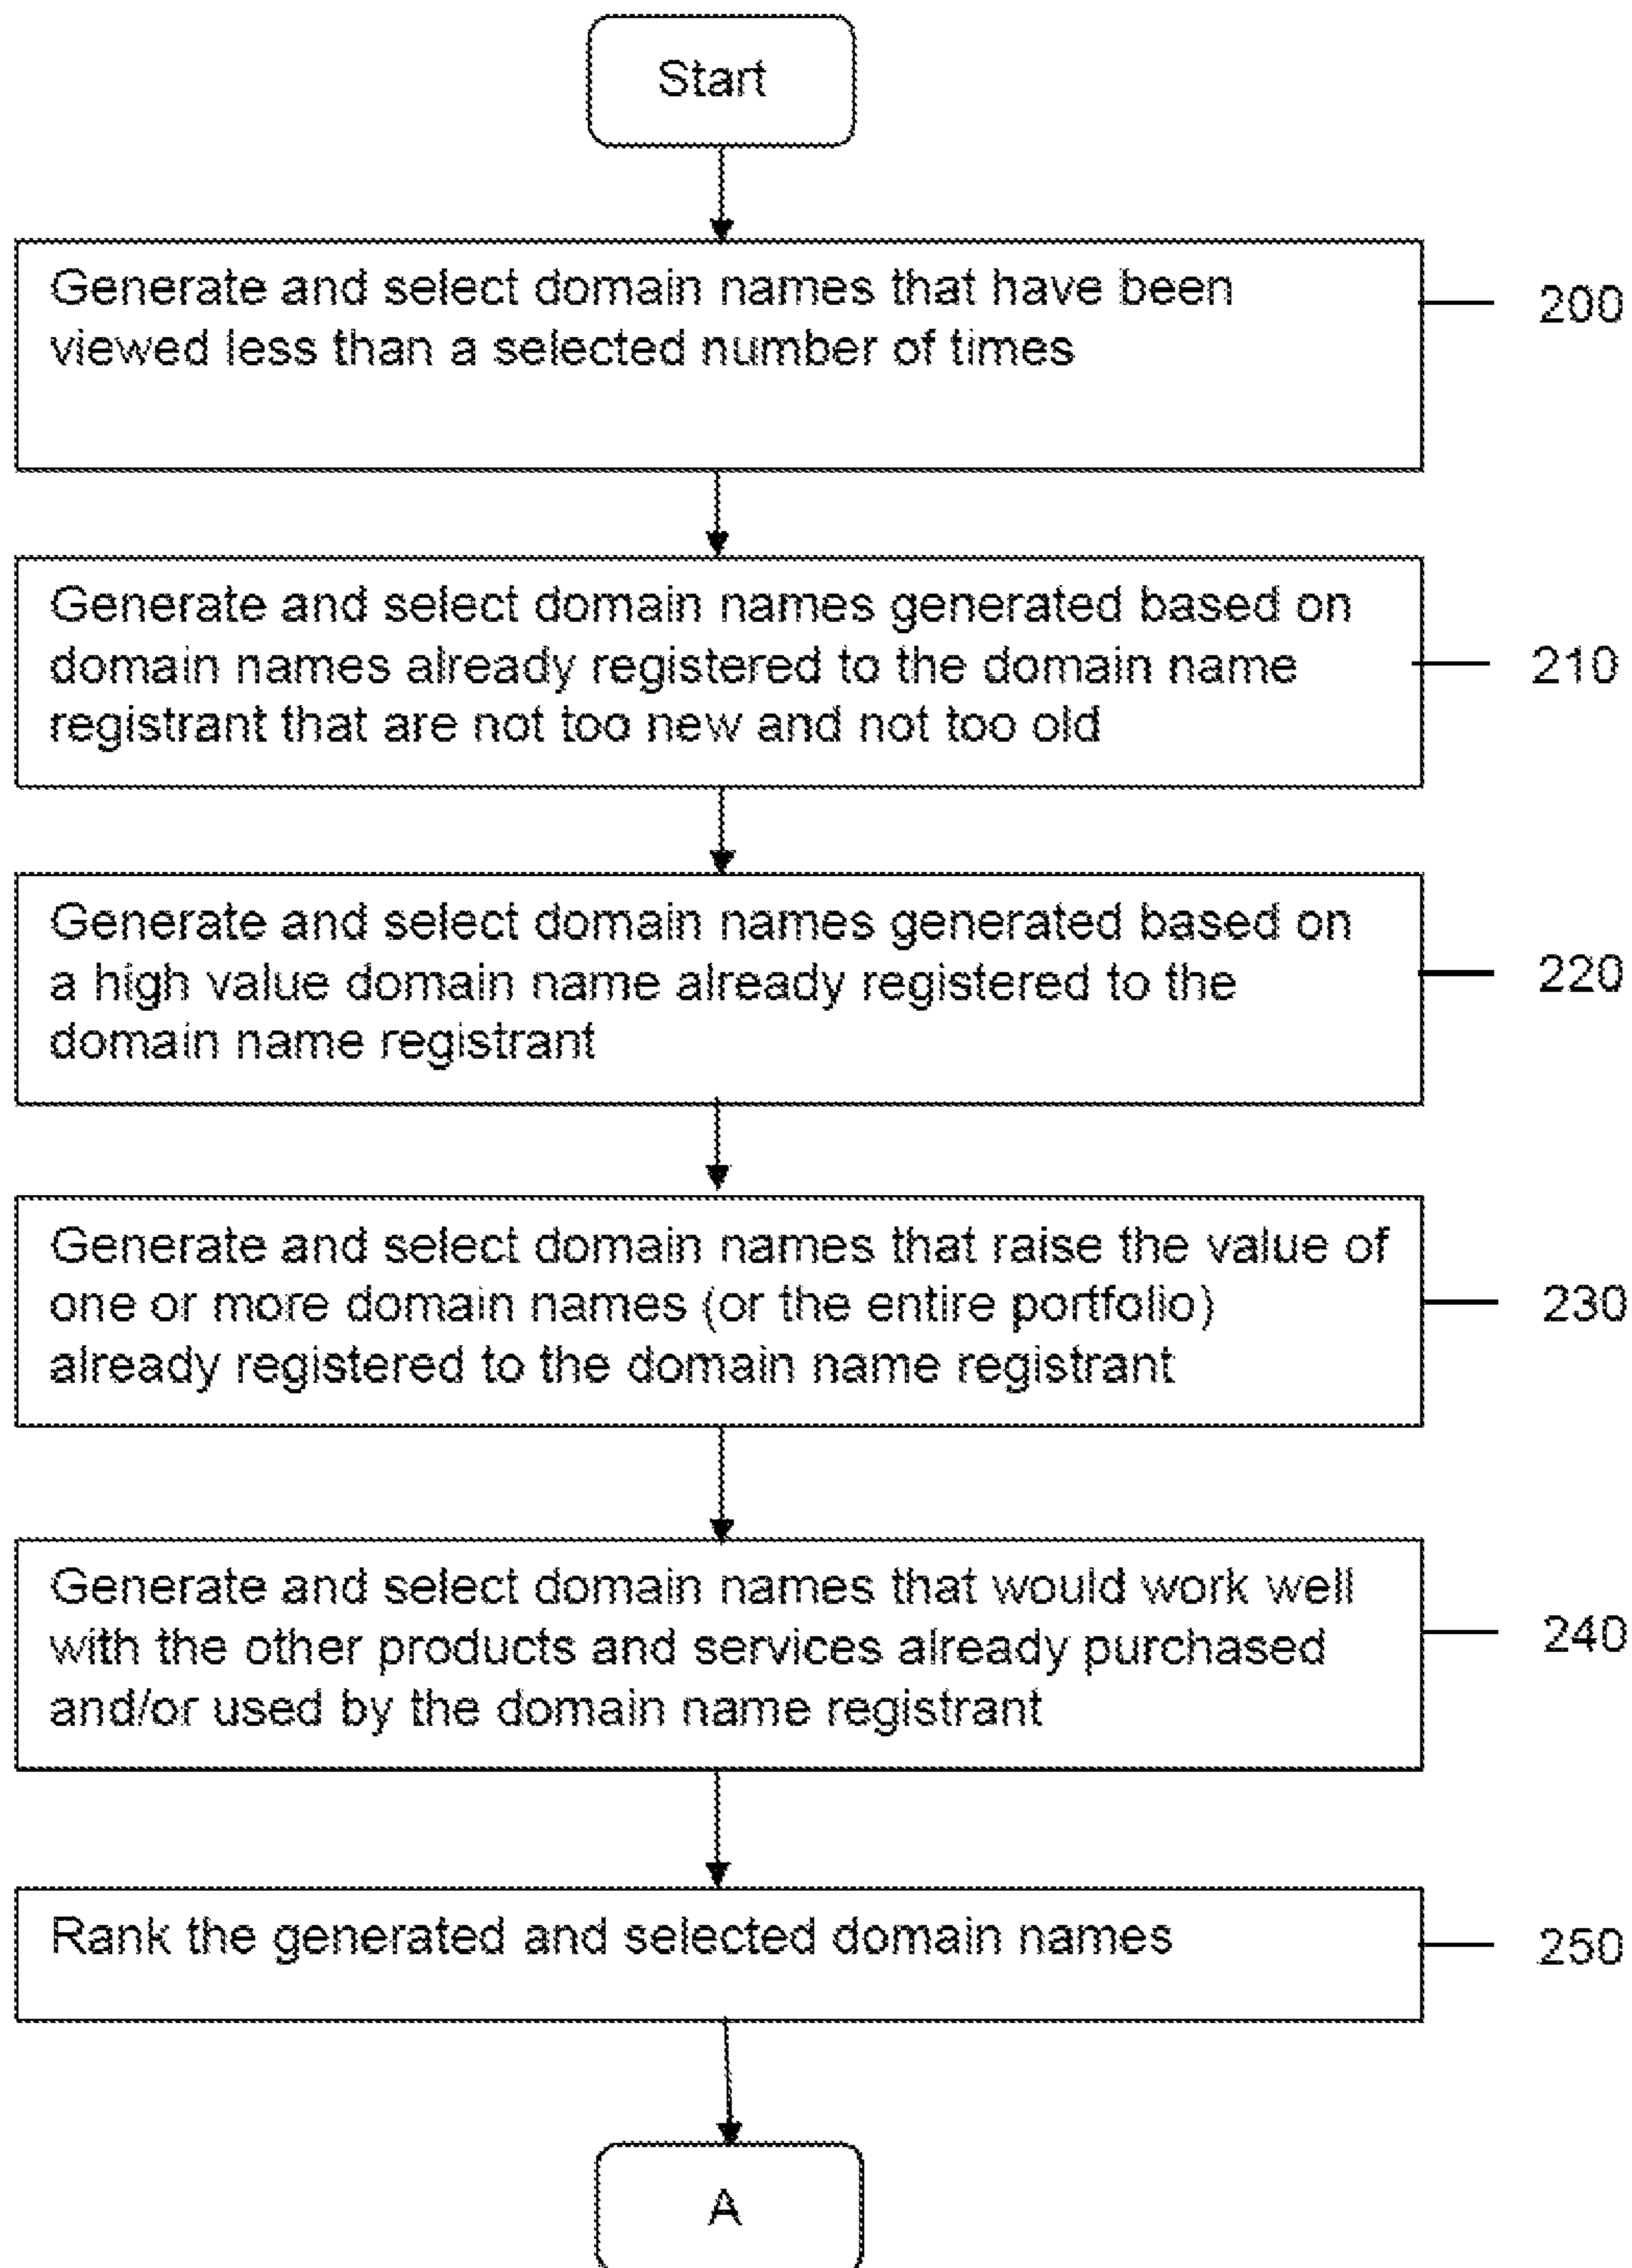 Start
Generate and select domain names that have been
viewed less than a selected number of times
200
Generate and select domain names generated based on
domain names already registered to the domain name
registrant that are not too new and not too old
210
Generate and select domain names generated based on
a high value domain name already registered to the
domain name registrant
220
Generate and select domain names that raise the value of
one or more domain names (or the entire portfolio)
already registered to the domain name registrant
230
Generate and select domain names that would work well
with the other products and services already purchased
and/or used by the domain name registrant
240
Rank the generated and selected domain names
250
A